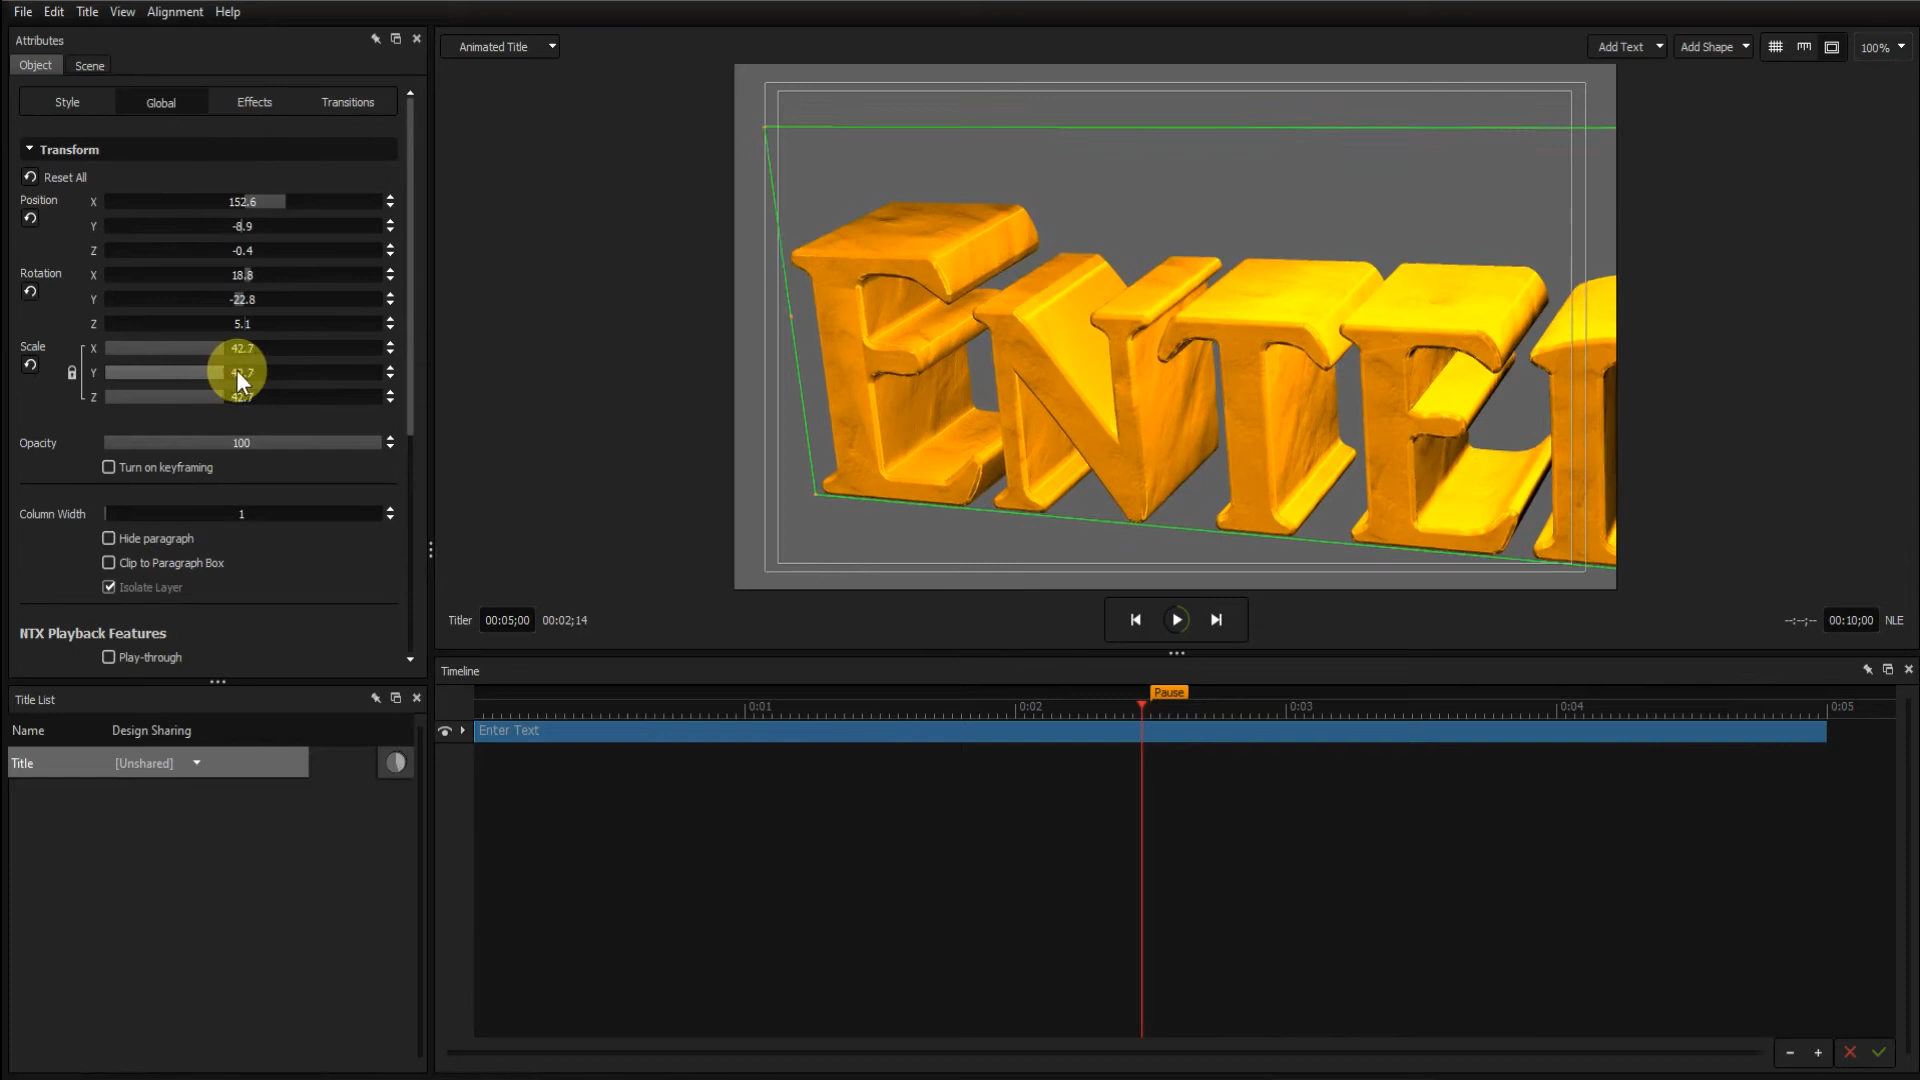 File Edit Title View Alignment Help
Attributes
Object Scene
Style Global Effects Transitions
Transform
Reset All
Position X 152.6
Y -8.9
Z -0.4
Rotation X 18.8
Y -22.8
Z 5.1
Scale X 42.7
Y 42.7
Z 42.7
Opacity 100
Turn on keyframing
Column Width 1
Hide paragraph
Clip to Paragraph Box
Isolate Layer
NTX Playback Features
Play-through
Title List
Name Design Sharing
Title [Unshared]
Animated Title
Add Text Add Shape 100%
ENTE
Titler 00:05;00 00:02;14
--:--;-- 00:10;00 NLE
Timeline
Pause
0:01 0:02 0:03 0:04 0:05
Enter Text